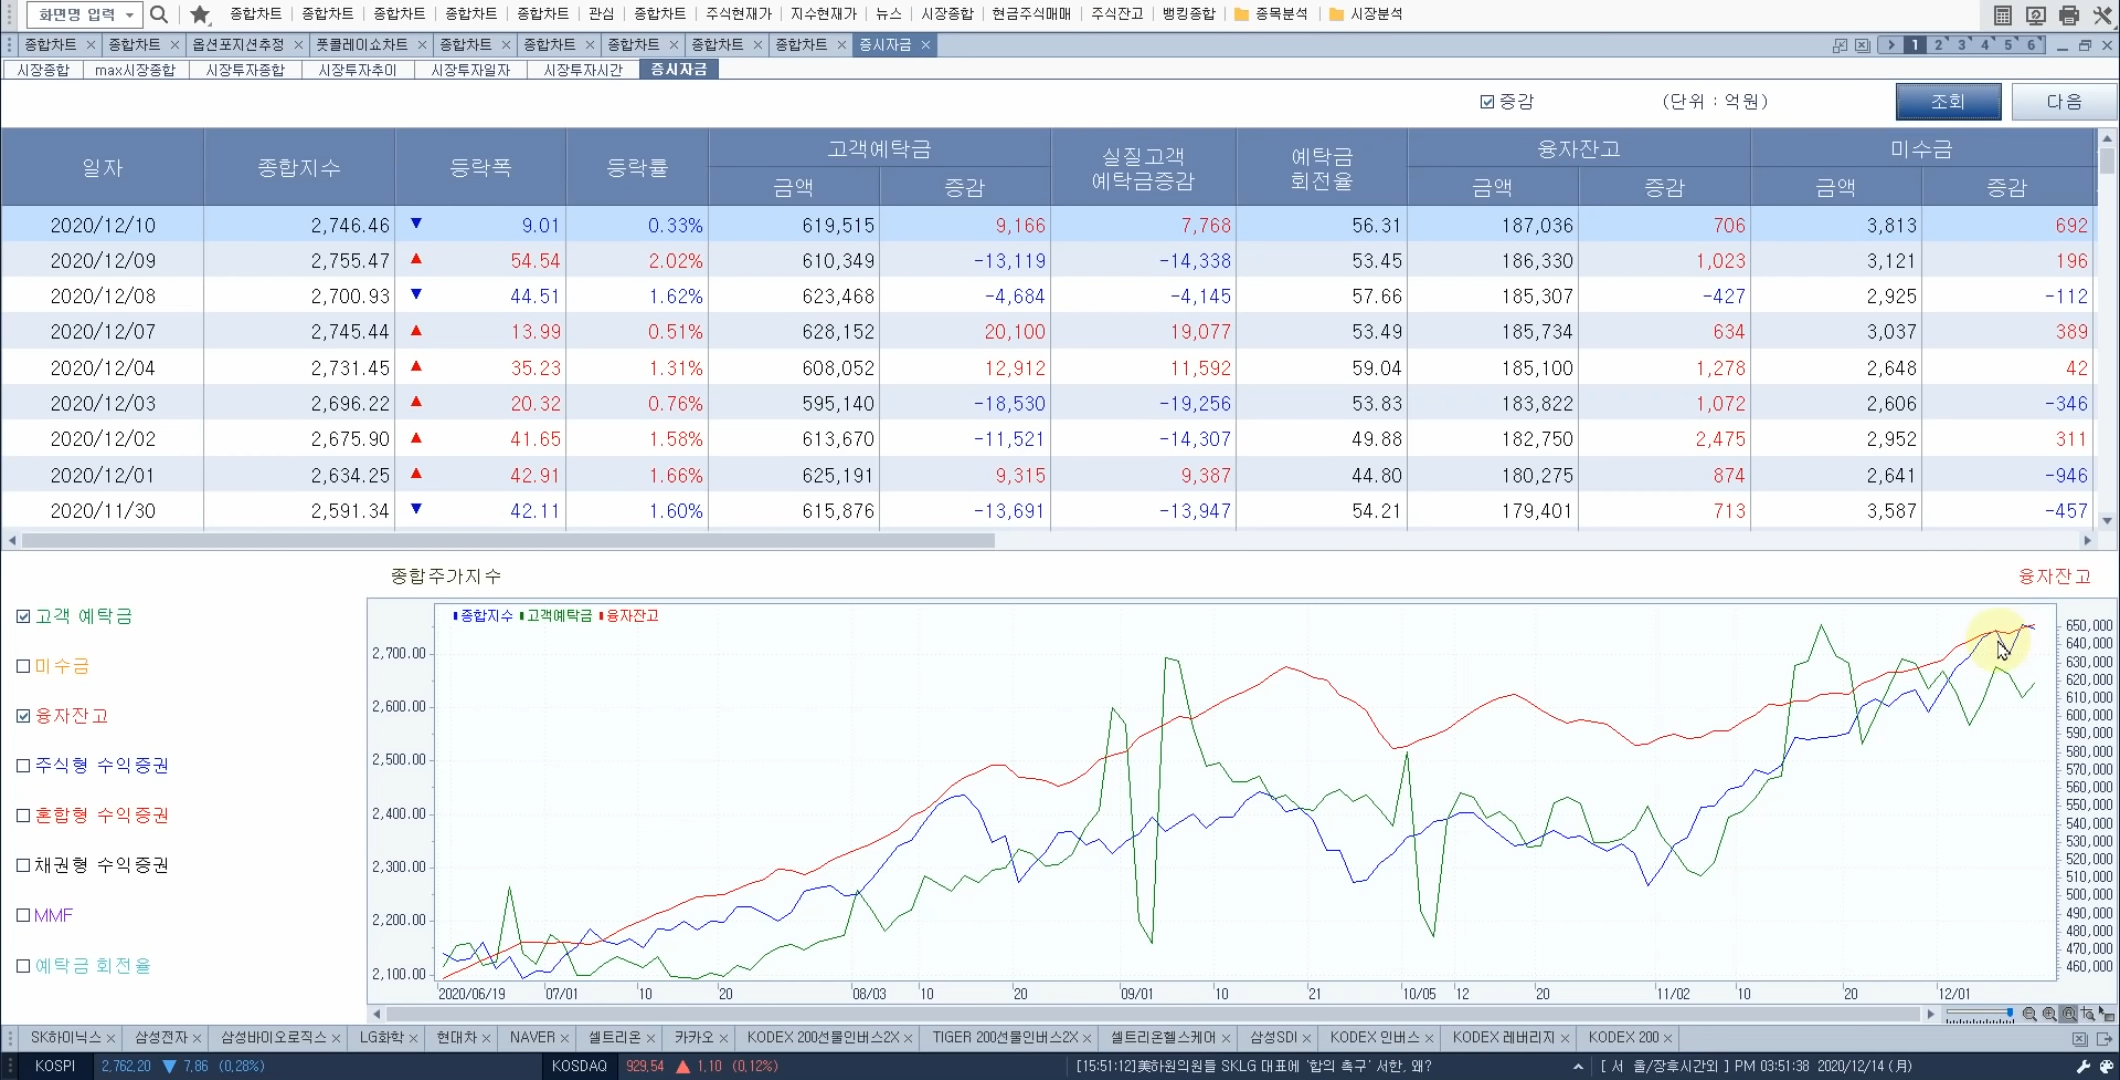 화면명 입력 종합차트 종합차트 종합차트 종합차트 종합차트 관심 종합차트 주식현재가 지수현재가 뉴스 시장종합 현금주식매매 주식잔고 뱅킹종합 종목분석 시장분석
종합차트 종합차트 옵션포지션추정 풋콜레이쇼차트 종합차트 종합차트 종합차트 종합차트 종합차트 증시자금 1 2 3 4 5 6
시장종합 max시장종합 시장투자종합 시장투자추이 시장투자일자 시장투자시간 증시자금
증감 (단위 : 억원) 조회 다음
일자 종합지수 등락폭 등락률 고객예탁금 실질고객 예탁금증감 예탁금 회전율 융자잔고 미수금
금액 증감 금액 증감 금액 증감
2020/12/10 2,746.46 ▼ 9.01 0.33% 619,515 9,166 7,768 56.31 187,036 706 3,813 692
2020/12/09 2,755.47 ▲ 54.54 2.02% 610,349 -13,119 -14,338 53.45 186,330 1,023 3,121 196
2020/12/08 2,700.93 ▼ 44.51 1.62% 623,468 -4,684 -4,145 57.66 185,307 -427 2,925 -112
2020/12/07 2,745.44 ▲ 13.99 0.51% 628,152 20,100 19,077 53.49 185,734 634 3,037 389
2020/12/04 2,731.45 ▲ 35.23 1.31% 608,052 12,912 11,592 59.04 185,100 1,278 2,648 42
2020/12/03 2,696.22 ▲ 20.32 0.76% 595,140 -18,530 -19,256 53.83 183,822 1,072 2,606 -346
2020/12/02 2,675.90 ▲ 41.65 1.58% 613,670 -11,521 -14,307 49.88 182,750 2,475 2,952 311
2020/12/01 2,634.25 ▲ 42.91 1.66% 625,191 9,315 9,387 44.80 180,275 874 2,641 -946
2020/11/30 2,591.34 ▼ 42.11 1.60% 615,876 -13,691 -13,947 54.21 179,401 713 3,587 -457
종합주가지수 융자잔고
고객 예탁금
미수금
융자잔고
주식형 수익증권
혼합형 수익증권
채권형 수익증권
MMF
예탁금 회전율
종합지수 고객예탁금 융자잔고
2,700.00
2,600.00
2,500.00
2,400.00
2,300.00
2,200.00
2,100.00
650,000
640,000
630,000
620,000
610,000
600,000
590,000
580,000
570,000
560,000
550,000
540,000
530,000
520,000
510,000
500,000
490,000
480,000
470,000
460,000
2020/06/19 07/01 10 20 08/03 10 20 09/01 10 21 10/05 12 20 11/02 10 20 12/01
SK하이닉스 삼성전자 삼성바이오로직스 LG화학 현대차 NAVER 셀트리온 카카오 KODEX 200선물인버스2X TIGER 200선물인버스2X 셀트리온헬스케어 삼성SDI KODEX 인버스 KODEX 레버리지 KODEX 200
KOSPI 2,762,20 ▼ 7,86 (0,28%) KOSDAQ 929,54 ▲ 1,10 (0,12%) [15:51:12]美하원의원들 SKLG 대표에 '합의 촉구' 서한, 왜? [ 서 울/장후시간외 ] PM 03:51:38 2020/12/14 (月)